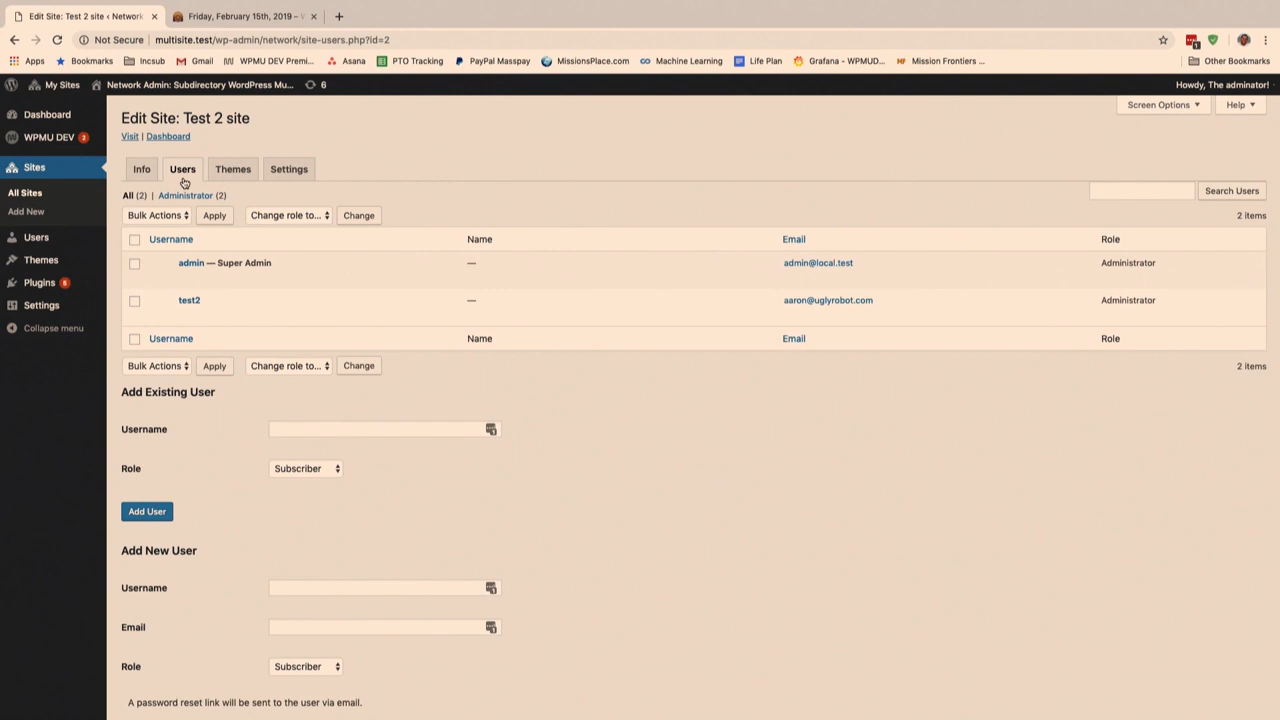 Edit Site: Test 2 site ‹ Network
Friday, February 15th, 2019 –
Not Secure multisite.test/wp-admin/network/site-users.php?id=2
Apps Bookmarks Incsub Gmail WPMU DEV Premi... Asana PTO Tracking PayPal Masspay MissionsPlace.com Machine Learning Life Plan Grafana - WPMUD... Mission Frontiers ... Other Bookmarks
My Sites Network Admin: Subdirectory WordPress Mu... 6 Howdy, The adminator!
Screen Options Help
Dashboard
WPMU DEV 2
Sites
All Sites
Add New
Users
Themes
Plugins 6
Settings
Collapse menu
Edit Site: Test 2 site
Visit | Dashboard
Info Users Themes Settings
All (2) | Administrator (2)
Search Users
Bulk Actions Apply Change role to... Change 2 items
Username Name Email Role
admin — Super Admin — admin@local.test Administrator
test2 — aaron@uglyrobot.com Administrator
Username Name Email Role
Bulk Actions Apply Change role to... Change 2 items
Add Existing User
Username
Role Subscriber
Add User
Add New User
Username
Email
Role Subscriber
A password reset link will be sent to the user via email.